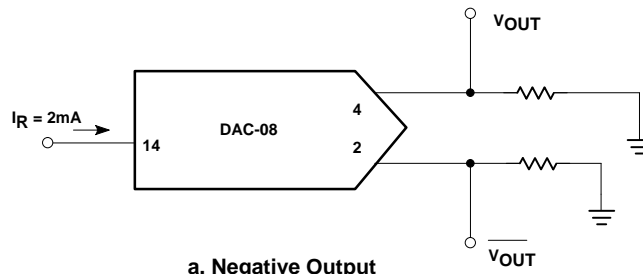 VOUT
IR = 2mA
14
DAC-08
4
2
VOUT
a. Negative Output